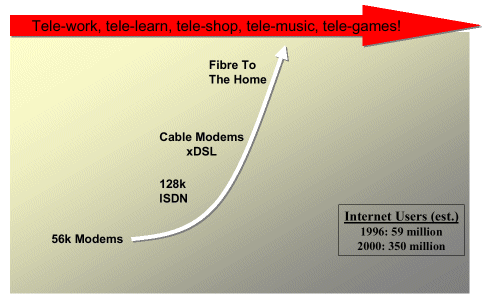 Tele-work, tele-learn, tele-shop, tele-music, tele-games!
Fibre To
The Home
Cable Modems
xDSL
128k
ISDN
56k Modems
Internet Users (est.)
1996: 59 million
2000: 350 million